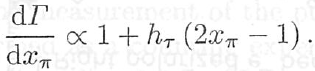 dΓ/dx_π ∝ 1 + h_τ (2x_π − 1) .